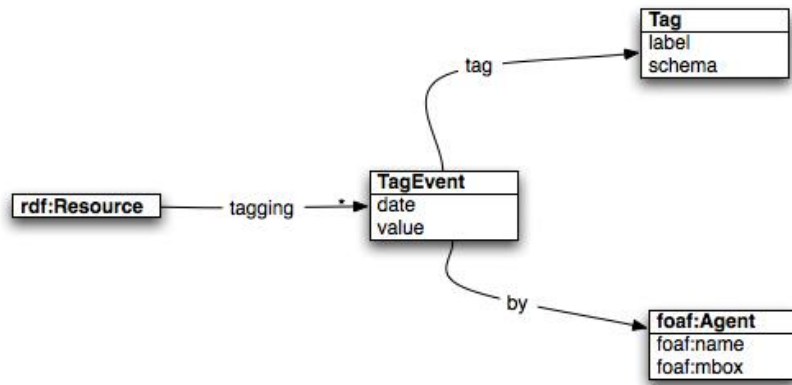 Tag
label
schema
tag
TagEvent
date
value
rdf:Resource
tagging
*
by
foaf:Agent
foaf:name
foaf:mbox